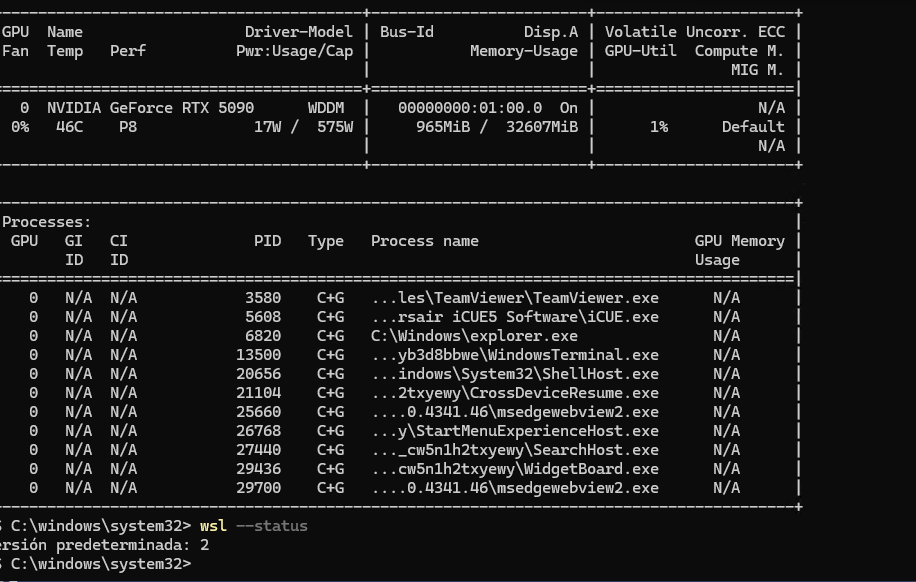 GPU Name Driver-Model | Bus-Id Disp.A | Volatile Uncorr. ECC |
Fan Temp Perf Pwr:Usage/Cap | Memory-Usage | GPU-Util Compute M. |
| | MIG M. |
0 NVIDIA GeForce RTX 5090 WDDM | 00000000:01:00.0 On | N/A |
0% 46C P8 17W / 575W | 965MiB / 32607MiB | 1% Default |
| | N/A |
Processes: |
GPU GI CI PID Type Process name GPU Memory |
ID ID Usage |
0 N/A N/A 3580 C+G ...les\TeamViewer\TeamViewer.exe N/A |
0 N/A N/A 5608 C+G ...rsair iCUE5 Software\iCUE.exe N/A |
0 N/A N/A 6820 C+G C:\Windows\explorer.exe N/A |
0 N/A N/A 13500 C+G ...yb3d8bbwe\WindowsTerminal.exe N/A |
0 N/A N/A 20656 C+G ...indows\System32\ShellHost.exe N/A |
0 N/A N/A 21104 C+G ...2txyewy\CrossDeviceResume.exe N/A |
0 N/A N/A 25660 C+G ....0.4341.46\msedgewebview2.exe N/A |
0 N/A N/A 26768 C+G ...y\StartMenuExperienceHost.exe N/A |
0 N/A N/A 27440 C+G ..._cw5n1h2txyewy\SearchHost.exe N/A |
0 N/A N/A 29436 C+G ...cw5n1h2txyewy\WidgetBoard.exe N/A |
0 N/A N/A 29700 C+G ....0.4341.46\msedgewebview2.exe N/A |
S C:\windows\system32> wsl --status
ersión predeterminada: 2
S C:\windows\system32>